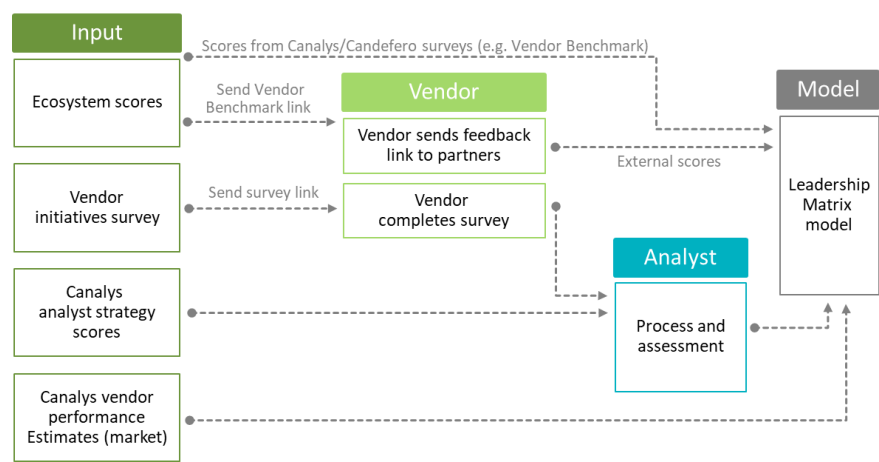 Input
Scores from Canalys/Candefero surveys (e.g. Vendor Benchmark)
Ecosystem scores
Send Vendor
Benchmark link
Vendor
Model
Vendor sends feedback
link to partners
External scores
Leadership
Matrix
model
Vendor
initiatives survey
Send survey link
Vendor
completes survey
Analyst
Canalys
analyst strategy
scores
Process and
assessment
Canalys vendor
performance
Estimates (market)